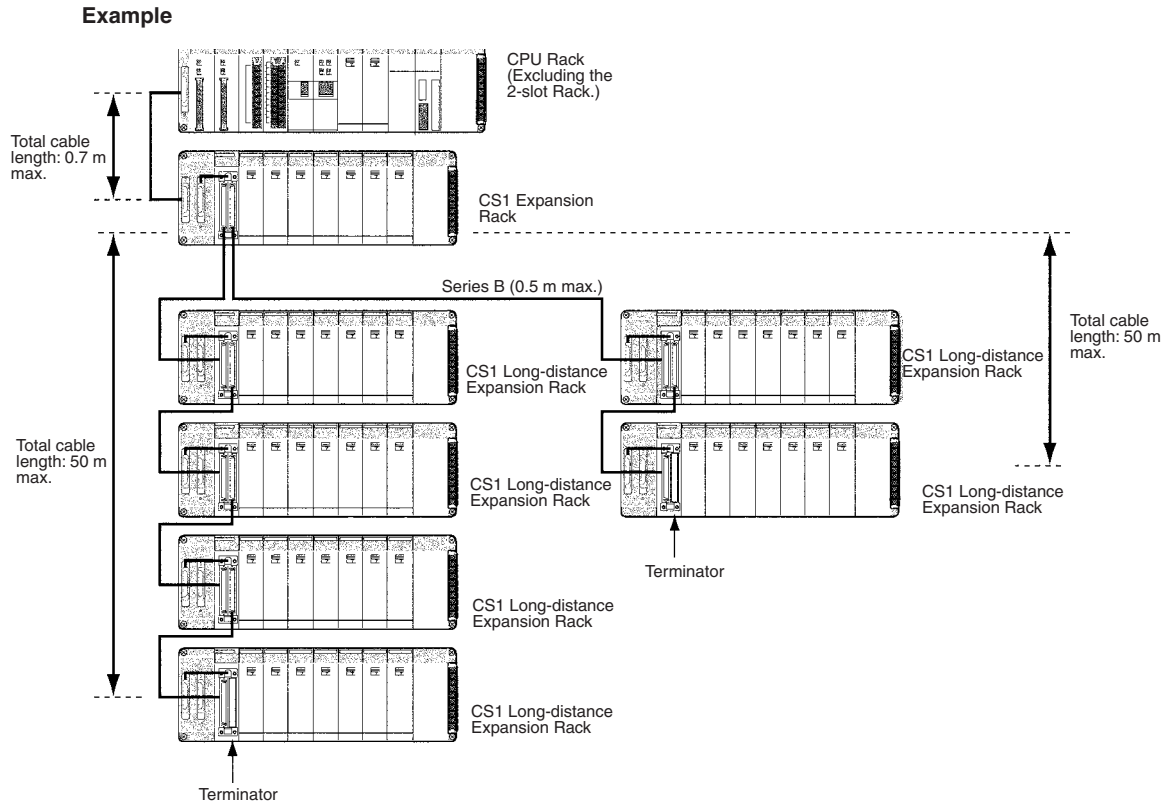 Example
CPU Rack
(Excluding the
2-slot Rack.)
Total cable
length: 0.7 m
max.
CS1 Expansion
Rack
Series B (0.5 m max.)
Total cable
length: 50 m
max.
CS1 Long-distance
Expansion Rack
CS1 Long-distance
Expansion Rack
Total cable
length: 50 m
max.
CS1 Long-distance
Expansion Rack
CS1 Long-distance
Expansion Rack
Terminator
CS1 Long-distance
Expansion Rack
CS1 Long-distance
Expansion Rack
Terminator